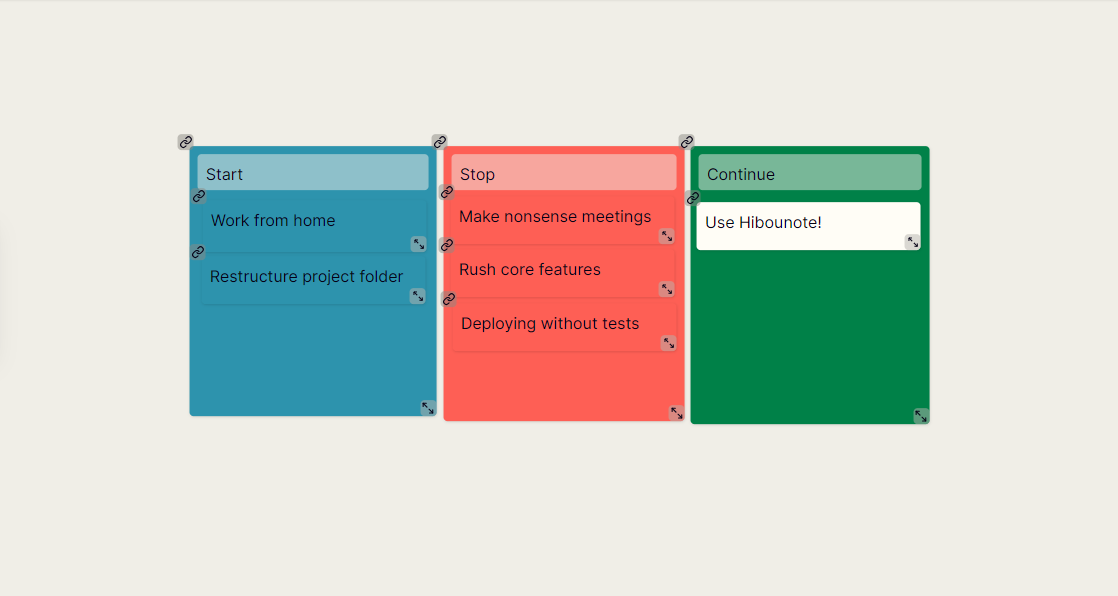 Start
Work from home
Restructure project folder
Stop
Make nonsense meetings
Rush core features
Deploying without tests
Continue
Use Hibounote!